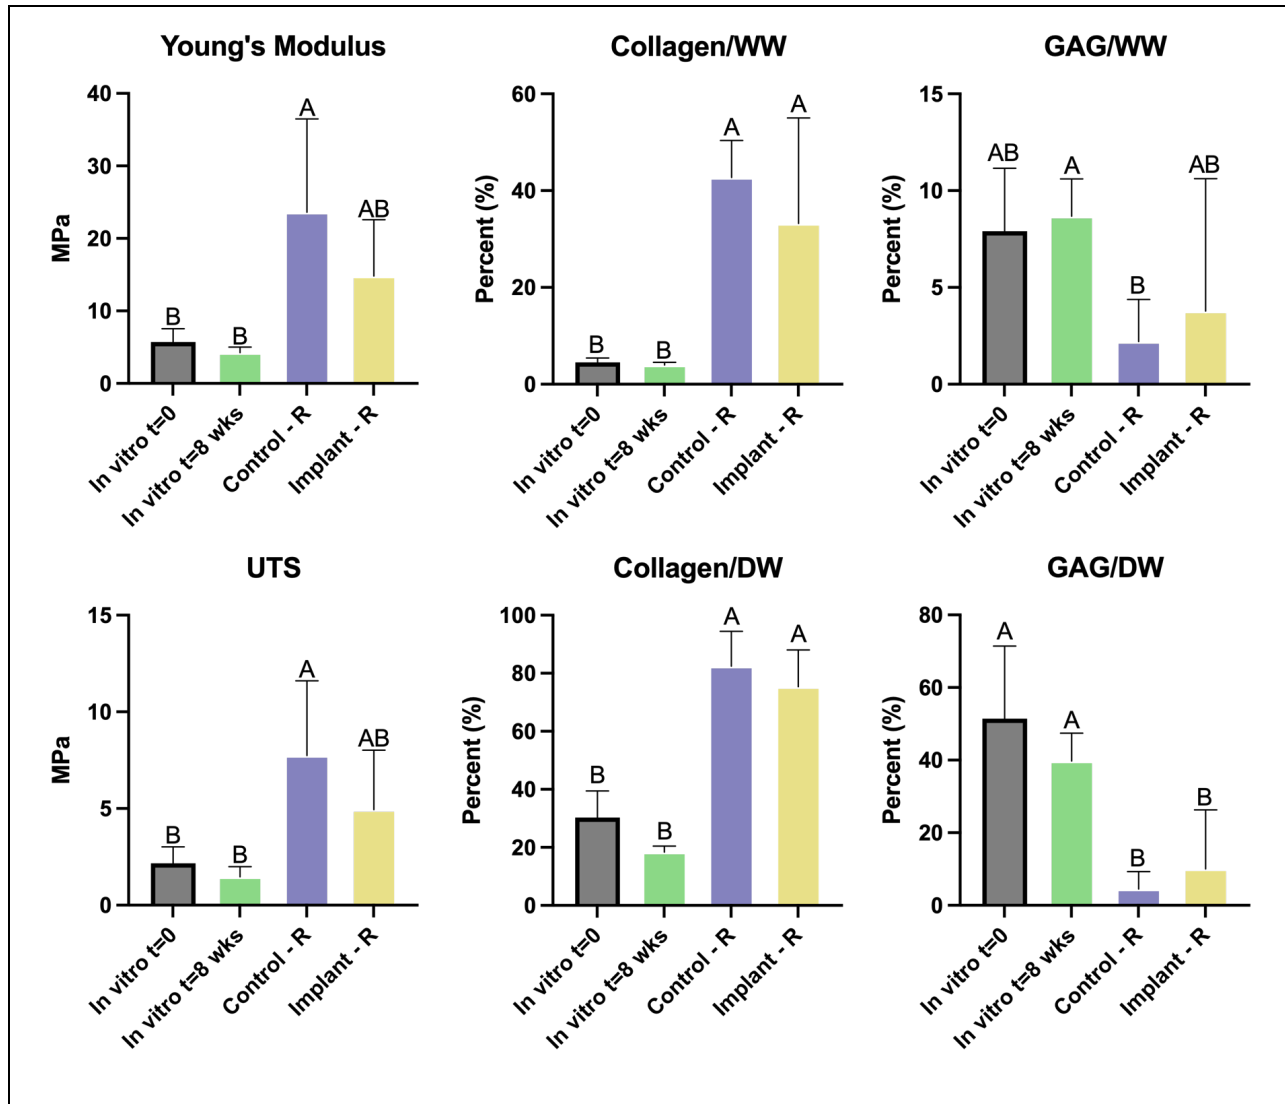 Young's Modulus
MPa
40
30
20
10
0
B
B
A
AB
In vitro t=0
In vitro t=8 wks
Control - R
Implant - R
Collagen/WW
Percent (%)
60
40
20
0
B
B
A
A
In vitro t=0
In vitro t=8 wks
Control - R
Implant - R
GAG/WW
Percent (%)
15
10
5
0
AB
A
B
AB
In vitro t=0
In vitro t=8 wks
Control - R
Implant - R
UTS
MPa
15
10
5
0
B
B
A
AB
In vitro t=0
In vitro t=8 wks
Control - R
Implant - R
Collagen/DW
Percent (%)
100
80
60
40
20
0
B
B
A
A
In vitro t=0
In vitro t=8 wks
Control - R
Implant - R
GAG/DW
Percent (%)
80
60
40
20
0
A
A
B
B
In vitro t=0
In vitro t=8 wks
Control - R
Implant - R